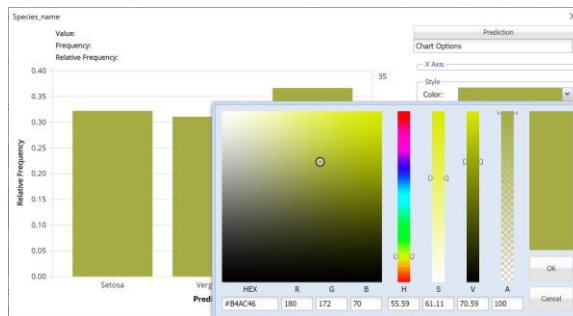 Species_name
X
Value:
Frequency:
Relative Frequency:
Prediction
Chart Options
X Axis
Style
Color:
0.40
0.35
0.30
0.25
0.20
0.15
0.10
0.05
0.00
35
Relative Frequency
Setosa
HEX R G B H S V A
#B4AC46 180 172 70 55.59 61.11 70.59 100
OK
Cancel